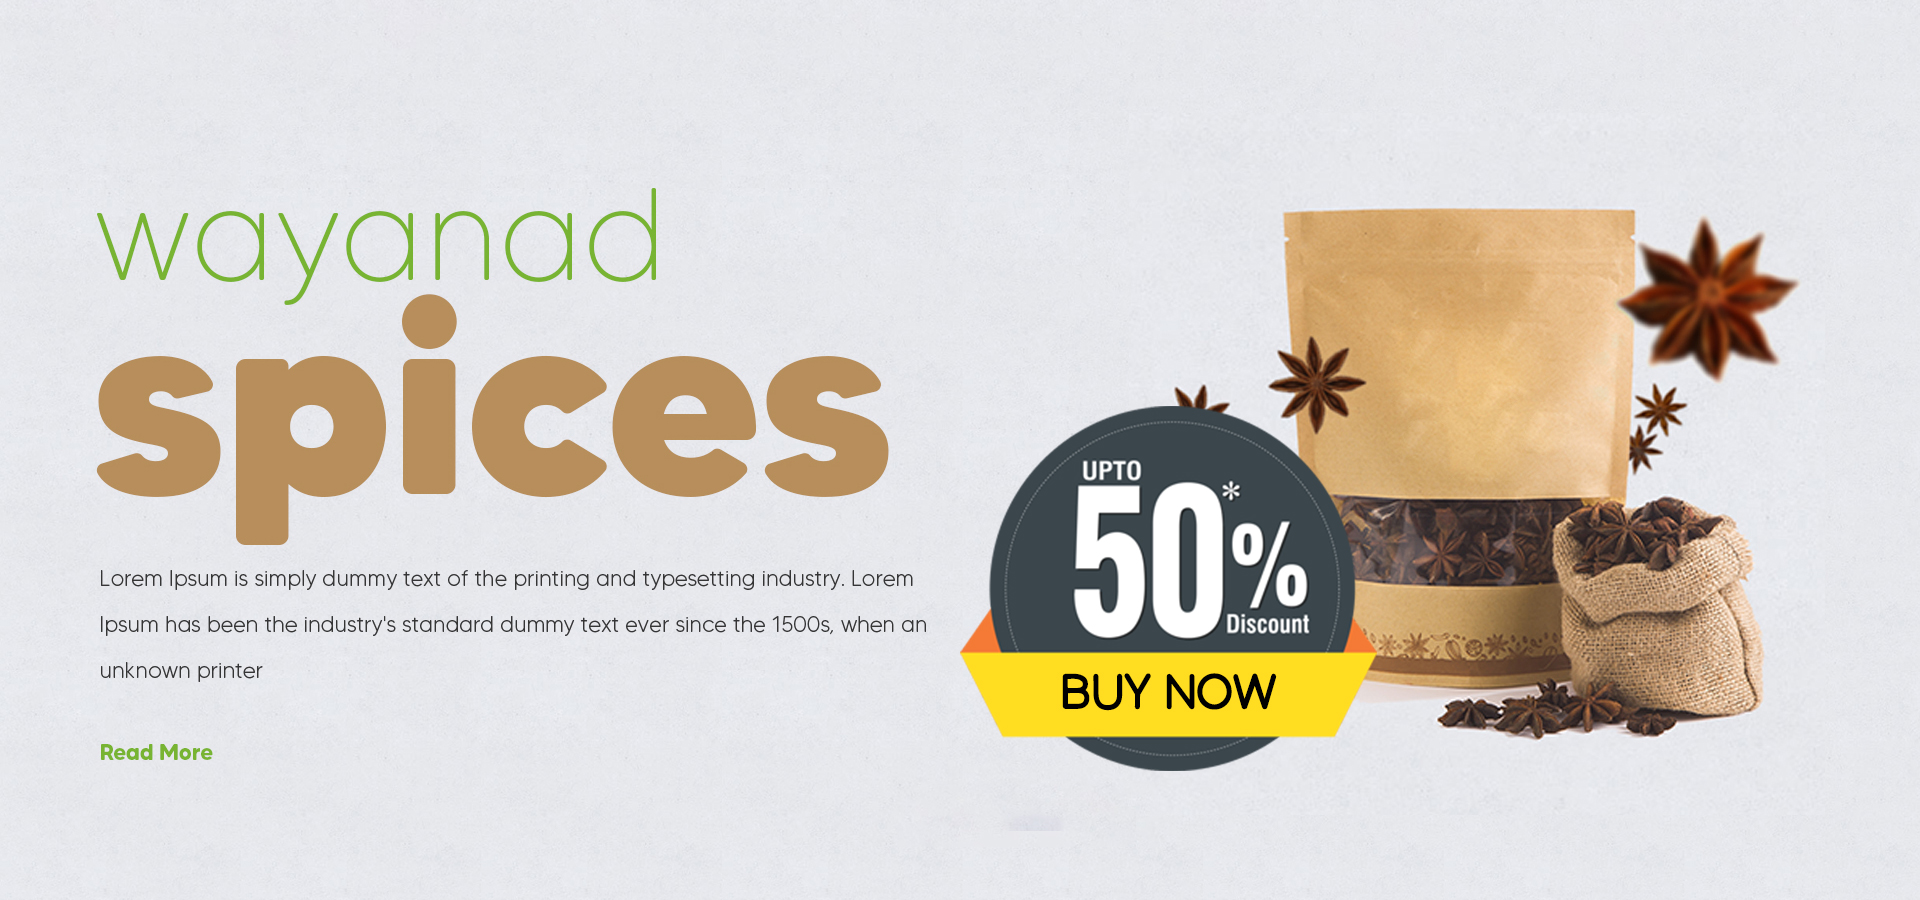 wayanad
spices
Lorem Ipsum is simply dummy text of the printing and typesetting industry. Lorem
Ipsum has been the industry's standard dummy text ever since the 1500s, when an
unknown printer
Read More
UPTO
50*%
Discount
BUY NOW